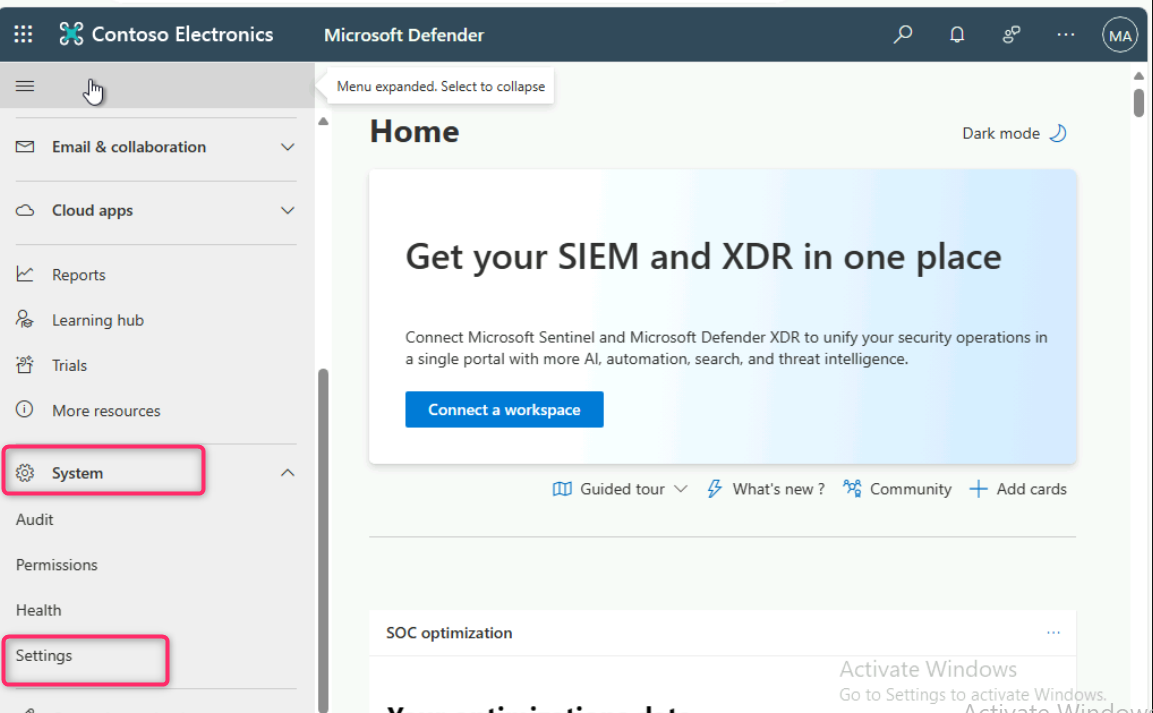 Contoso Electronics
Microsoft Defender
MA
Menu expanded. Select to collapse
Email & collaboration
Cloud apps
Reports
Learning hub
Trials
More resources
System
Audit
Permissions
Health
Settings
Home
Dark mode
Get your SIEM and XDR in one place
Connect Microsoft Sentinel and Microsoft Defender XDR to unify your security operations in
a single portal with more AI, automation, search, and threat intelligence.
Connect a workspace
Guided tour
What's new ?
Community
Add cards
SOC optimization
Activate Windows
Go to Settings to activate Windows.
Activate Windows